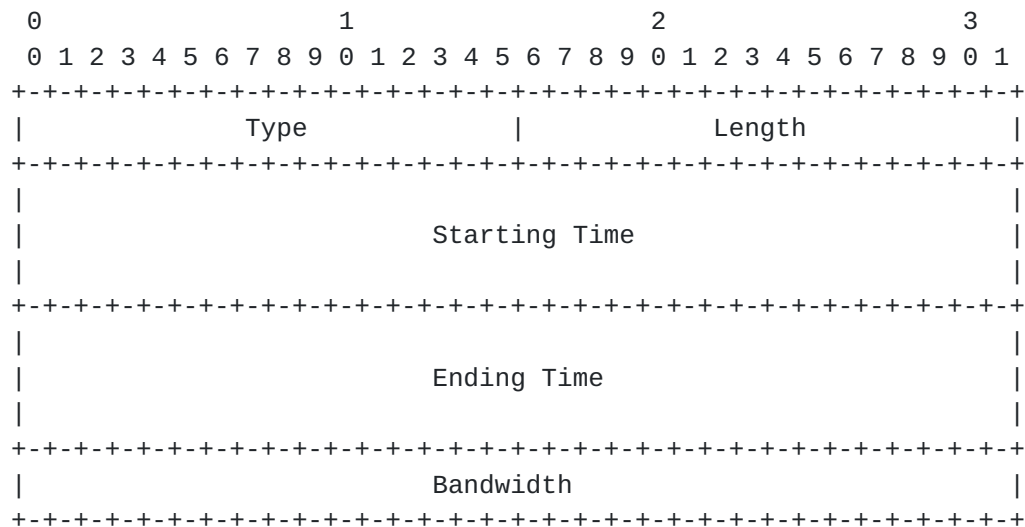 0                   1                   2                   3
 0 1 2 3 4 5 6 7 8 9 0 1 2 3 4 5 6 7 8 9 0 1 2 3 4 5 6 7 8 9 0 1
+-+-+-+-+-+-+-+-+-+-+-+-+-+-+-+-+-+-+-+-+-+-+-+-+-+-+-+-+-+-+-+-+
|              Type             |            Length             |
+-+-+-+-+-+-+-+-+-+-+-+-+-+-+-+-+-+-+-+-+-+-+-+-+-+-+-+-+-+-+-+-+
|                                                               |
|                          Starting Time                        |
|                                                               |
+-+-+-+-+-+-+-+-+-+-+-+-+-+-+-+-+-+-+-+-+-+-+-+-+-+-+-+-+-+-+-+-+
|                                                               |
|                          Ending Time                          |
|                                                               |
+-+-+-+-+-+-+-+-+-+-+-+-+-+-+-+-+-+-+-+-+-+-+-+-+-+-+-+-+-+-+-+-+
|                          Bandwidth                            |
+-+-+-+-+-+-+-+-+-+-+-+-+-+-+-+-+-+-+-+-+-+-+-+-+-+-+-+-+-+-+-+-+